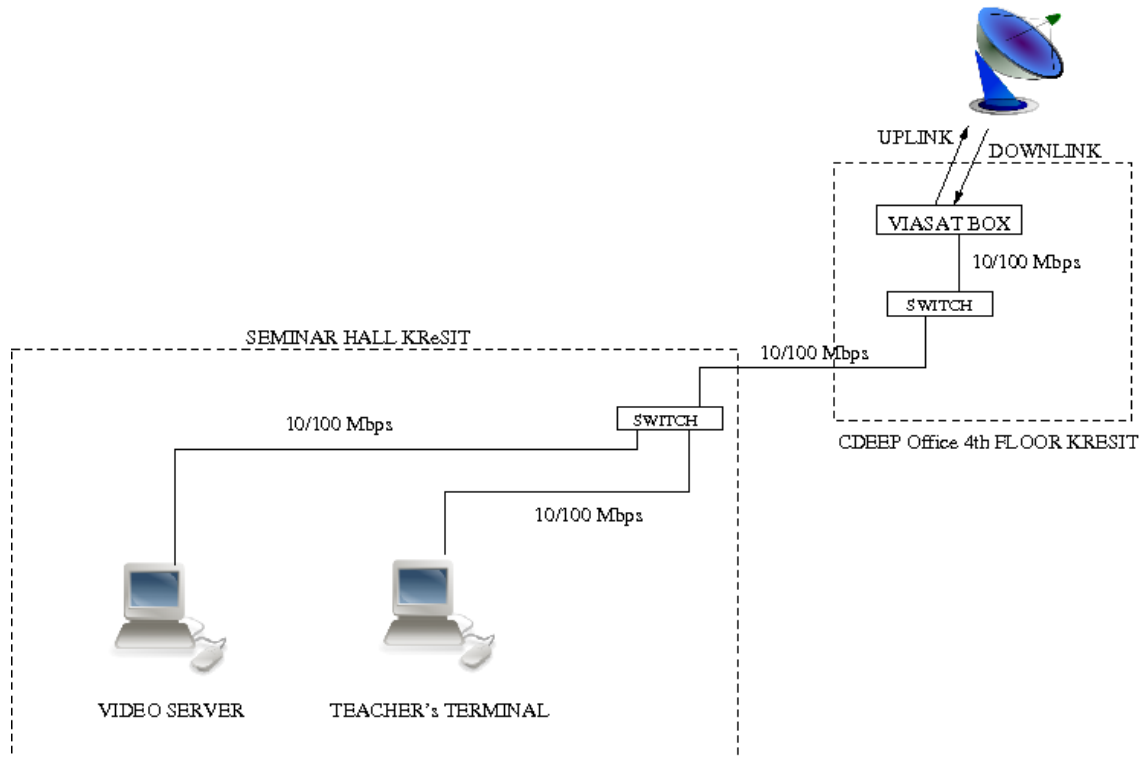 UPLINK
DOWNLINK
VIASAT BOX
10/100 Mbps
SWITCH
SEMINAR HALL KReSIT
10/100 Mbps
SWITCH
10/100 Mbps
CDEEP Office 4th FLOOR KRESIT
10/100 Mbps
VIDEO SERVER
TEACHER's TERMINAL